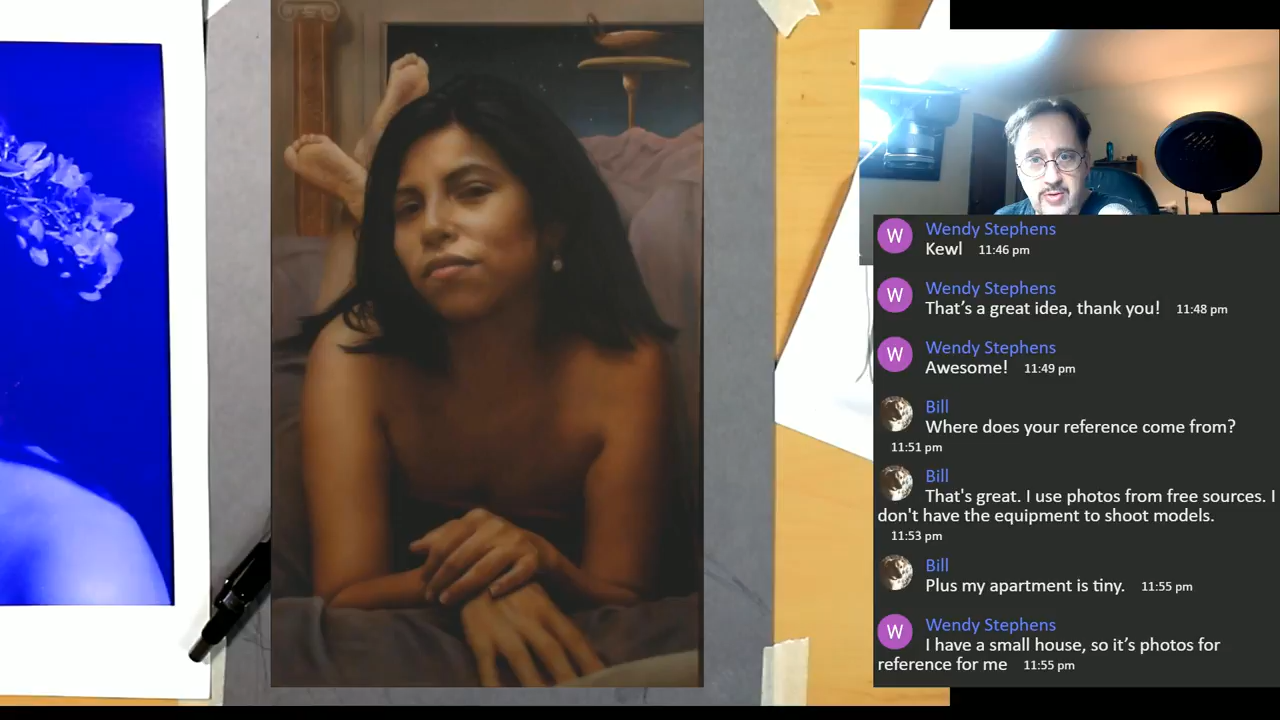 W
Wendy Stephens
Kewl 11:46 pm
W
Wendy Stephens
That's a great idea, thank you! 11:48 pm
W
Wendy Stephens
Awesome! 11:49 pm
Bill
Where does your reference come from?
11:51 pm
Bill
That's great. I use photos from free sources. I
don't have the equipment to shoot models.
11:53 pm
Bill
Plus my apartment is tiny. 11:55 pm
W
Wendy Stephens
I have a small house, so it’s photos for
reference for me 11:55 pm